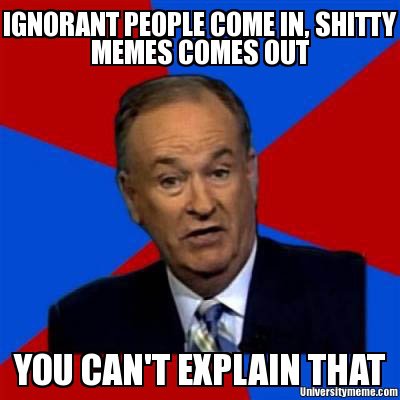 IGNORANT PEOPLE COME IN, SHITTY
MEMES COMES OUT
YOU CAN'T EXPLAIN THAT
Universitymeme.com